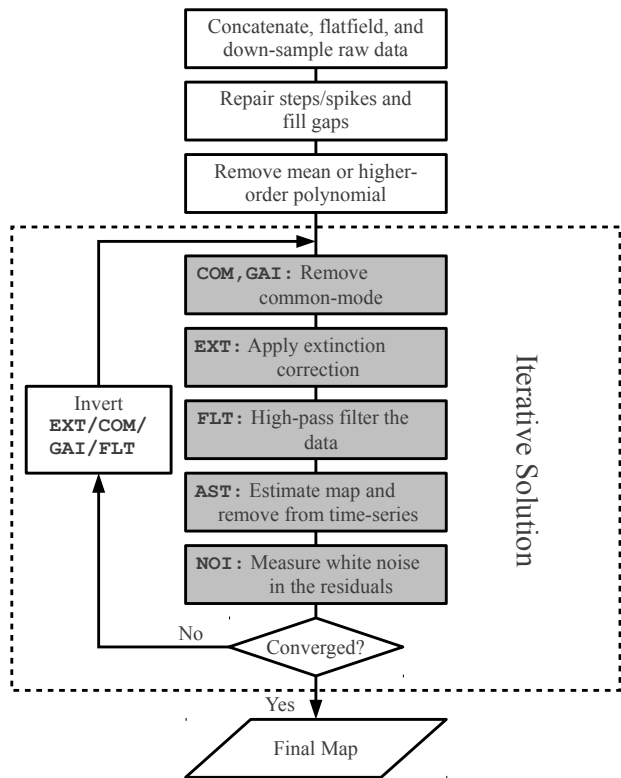 Concatenate, flatfield, and
down-sample raw data
Repair steps/spikes and
fill gaps
Remove mean or higher-
order polynomial
COM,GAI: Remove
common-mode
EXT: Apply extinction
correction
FLT: High-pass filter the
data
AST: Estimate map and
remove from time-series
NOI: Measure white noise
in the residuals
Invert
EXT/COM/
GAI/FLT
Iterative Solution
No
Converged?
Yes
Final Map